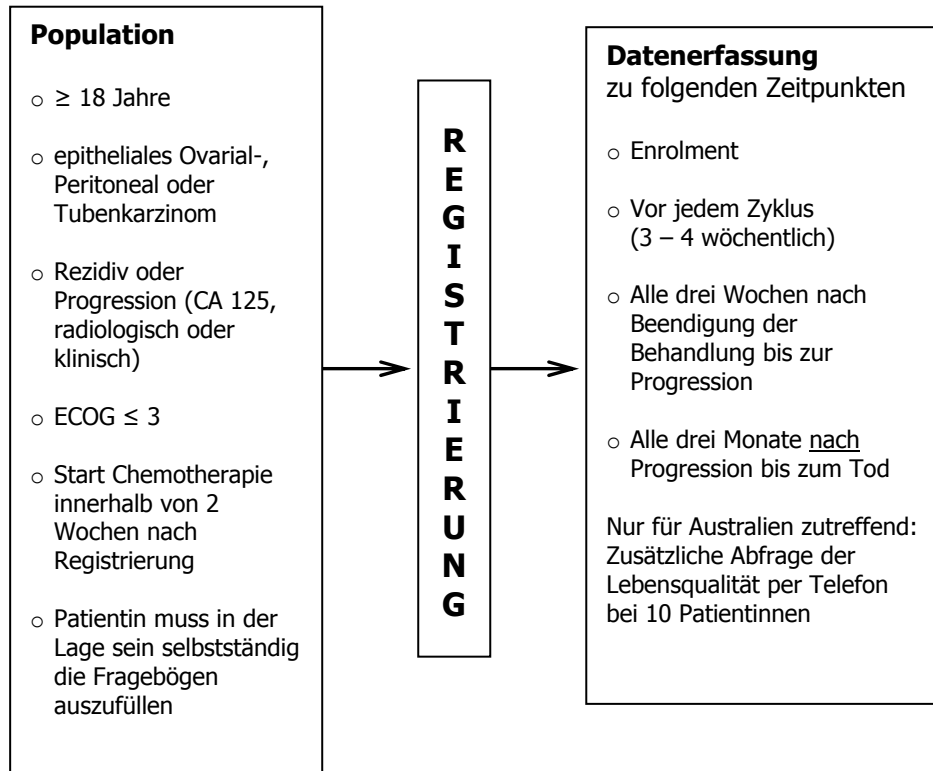 Population
○ ≥ 18 Jahre
○ epitheliales Ovarial-,
Peritoneal oder
Tubenkarzinom
○ Rezidiv oder
Progression (CA 125,
radiologisch oder
klinisch)
○ ECOG ≤ 3
○ Start Chemotherapie
innerhalb von 2
Wochen nach
Registrierung
○ Patientin muss in der
Lage sein selbstständig
die Fragebögen
auszufüllen
R
E
G
I
S
T
R
I
E
R
U
N
G
Datenerfassung
zu folgenden Zeitpunkten
○ Enrolment
○ Vor jedem Zyklus
(3 – 4 wöchentlich)
○ Alle drei Wochen nach
Beendigung der
Behandlung bis zur
Progression
○ Alle drei Monate nach
Progression bis zum Tod
Nur für Australien zutreffend:
Zusätzliche Abfrage der
Lebensqualität per Telefon
bei 10 Patientinnen